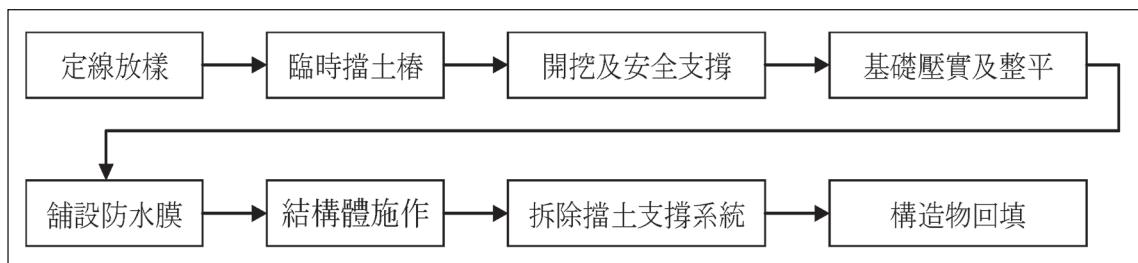 定線放樣
臨時擋土樁
開挖及安全支撐
基礎壓實及整平
舖設防水膜
結構體施作
拆除擋土支撐系統
構造物回填